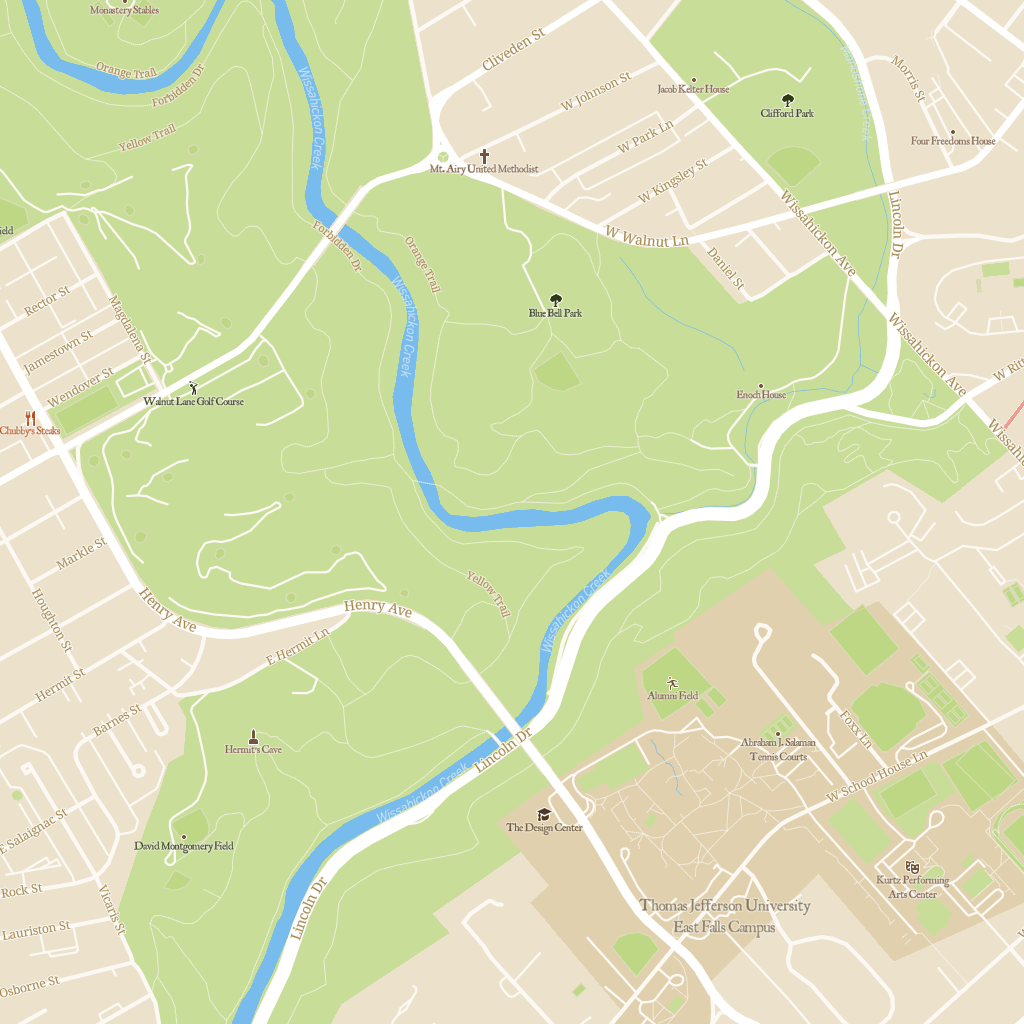 Monastery Stables
Orange Trail
Forbidden Dr
Yellow Trail
Wissahickon Creek
Cliveden St
W Johnson St
W Park Ln
W Kingsley St
Jacob Kelter House
Clifford Park
Morris St
Four Freedoms House
Mt. Airy United Methodist
W Walnut Ln
Wissahickon Ave
Lincoln Dr
Daniel St
Forbidden Dr
Orange Trail
Wissahickon Creek
Blue Bell Park
ield
Rector St
Magdalena St
Jamestown St
Wendover St
Walnut Lane Golf Course
Chubby's Steaks
Enoch House
Wissahickon Ave
W Ritt
Wissahi
Markle St
Houghton St
Henry Ave
Henry Ave
Yellow Trail
Wissahickon Creek
E Hermit Ln
Hermit St
Barnes St
Hermit's Cave
Alumni Field
Foxx Ln
Abraham J. Salaman
Tennis Courts
W School House Ln
Lincoln Dr
Wissahickon Creek
The Design Center
E Salaignac St
David Montgomery Field
Rock St
Vicaris St
Lauriston St
Osborne St
Lincoln Dr
Kurtz Performing
Arts Center
Thomas Jefferson University
East Falls Campus